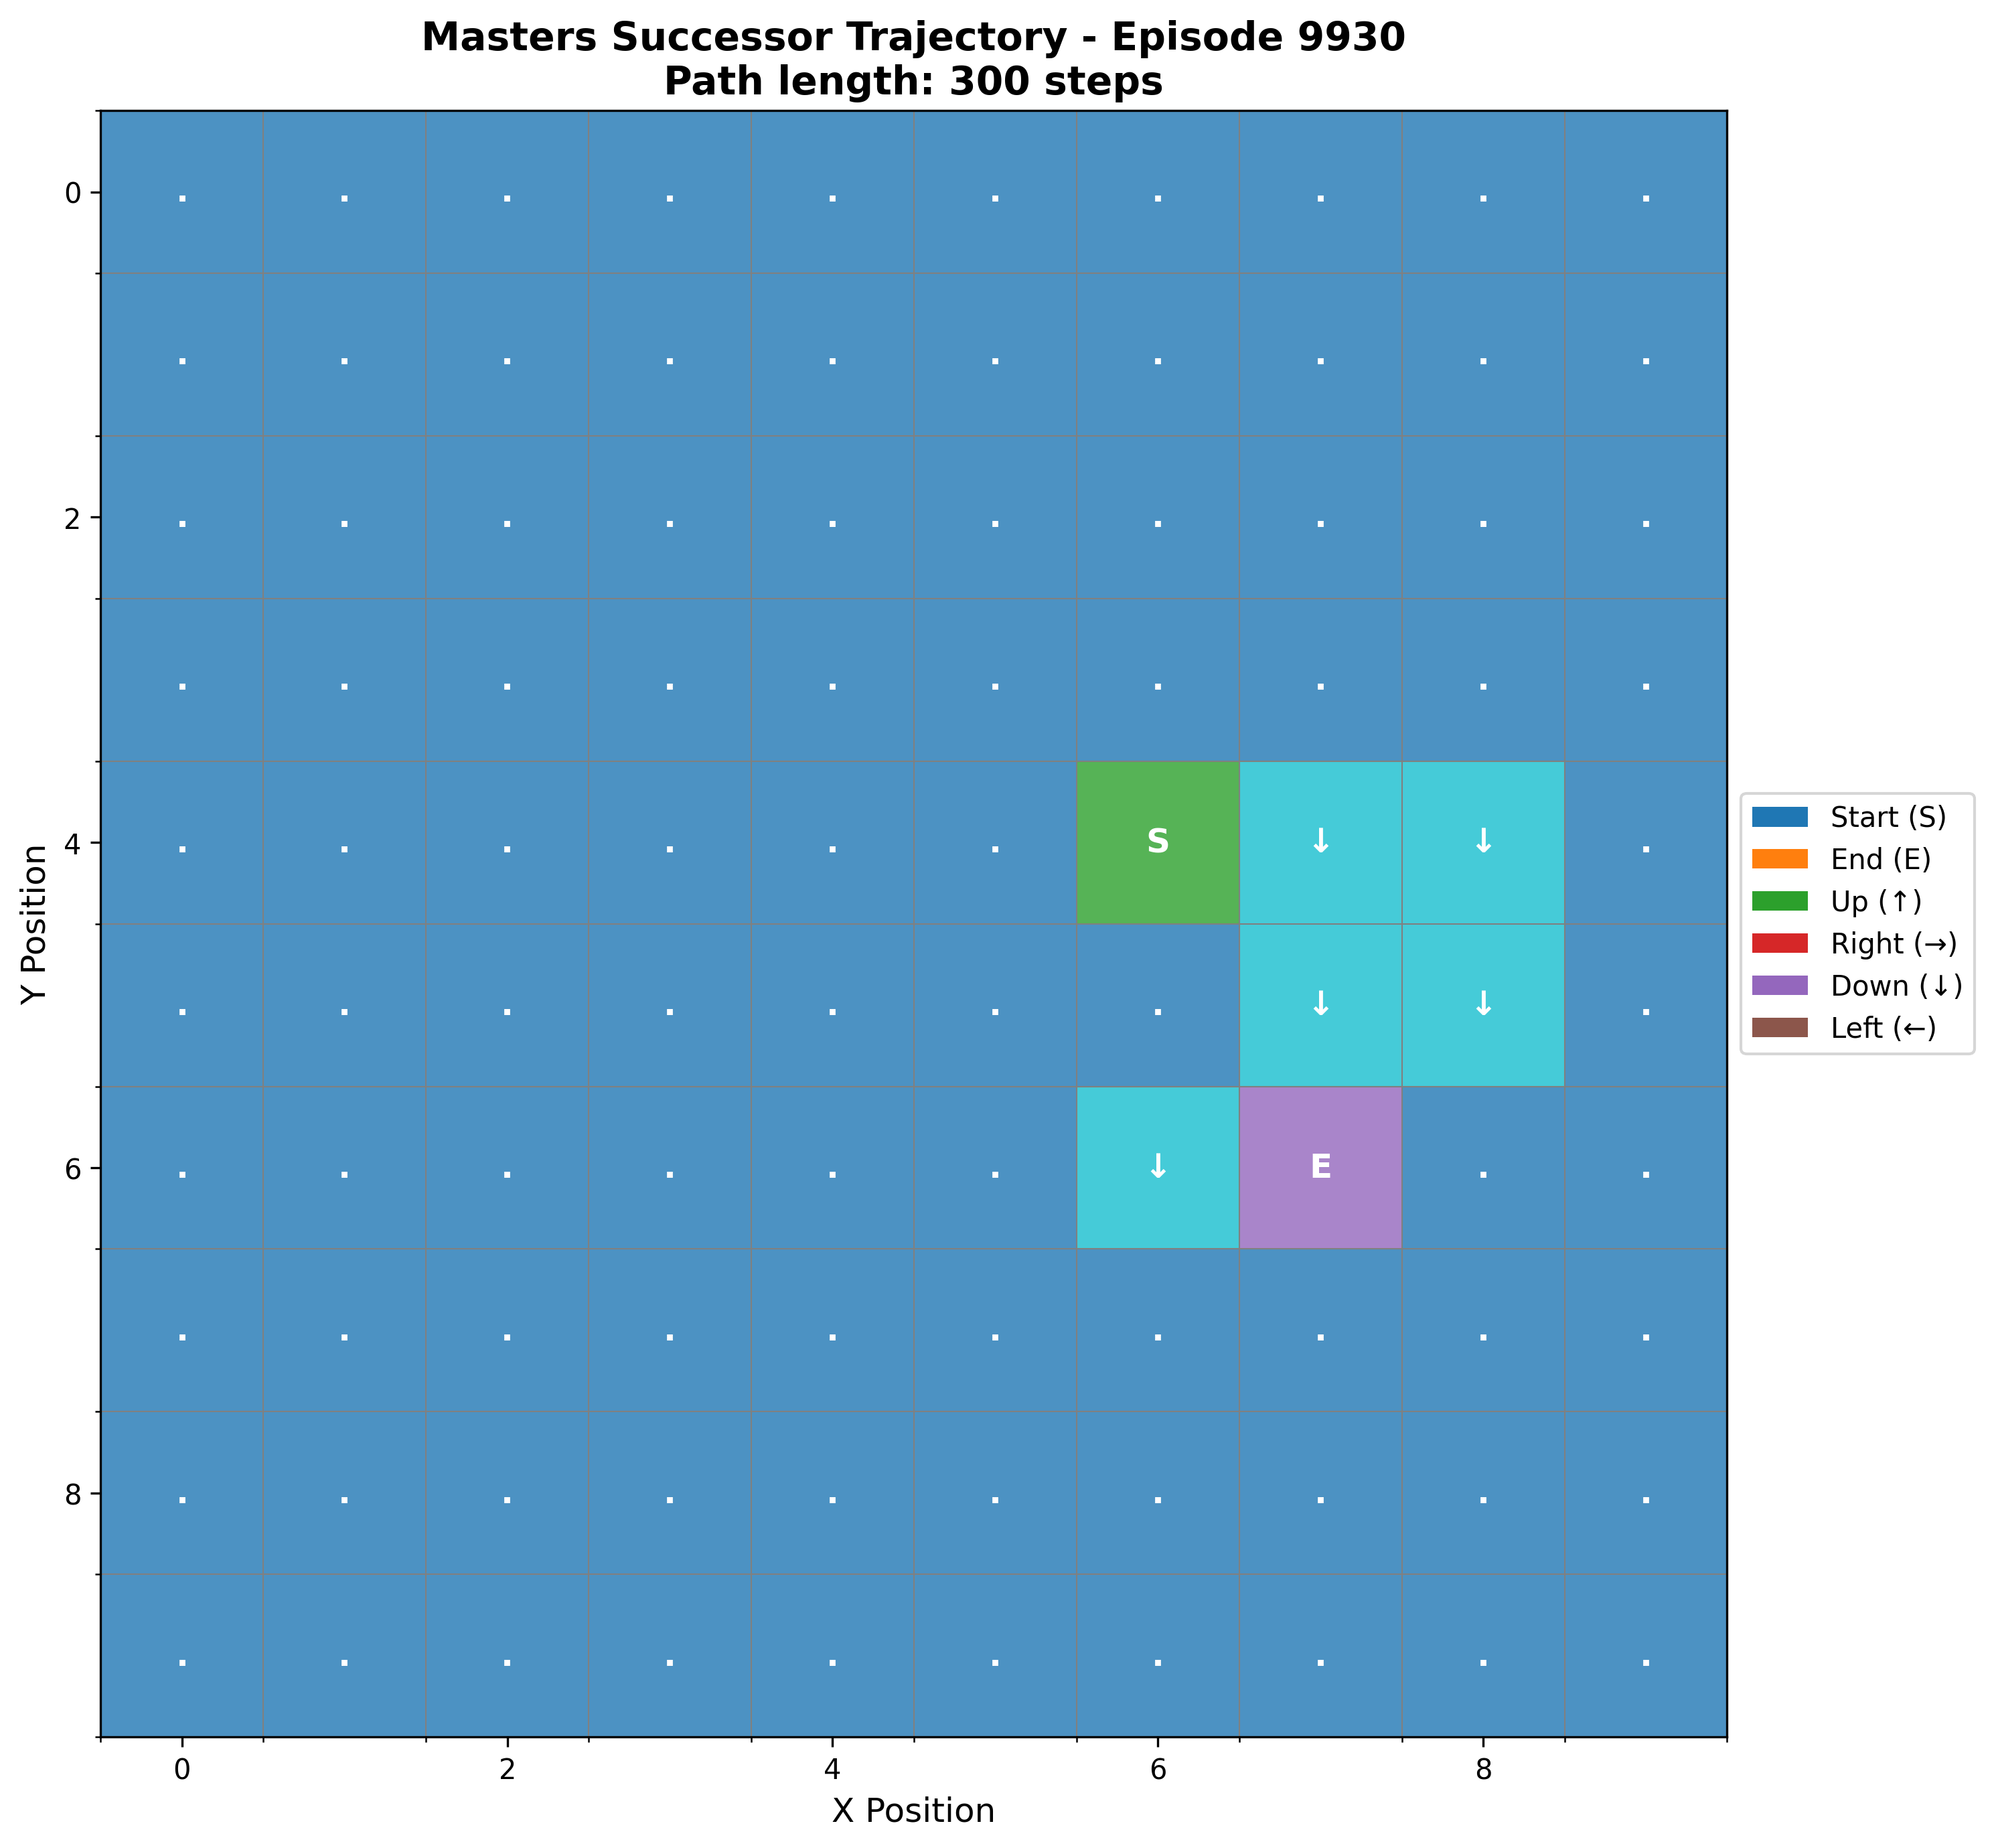 Masters Successor Trajectory - Episode 9930
Path length: 300 steps
0
2
4
S ↓ ↓
↓ ↓
6
↓ E
8
0 2 4 6 8
X Position
Y Position
Start (S)
End (E)
Up (↑)
Right (→)
Down (↓)
Left (←)